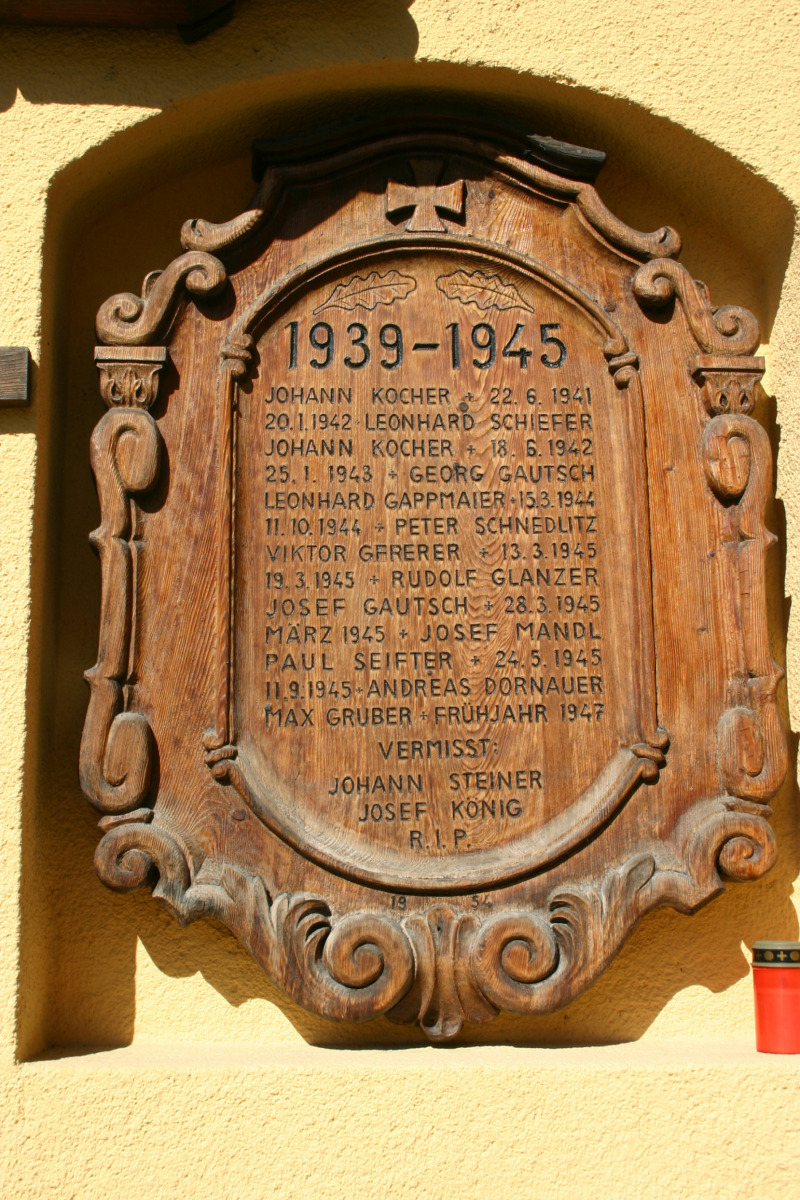 1939-1945
JOHANN KOCHER + 22.6.1941
20.1.1942 · LEONHARD SCHIEFER
JOHANN KOCHER + 18.6.1942
25.1.1943 + GEORG GAUTSCH
LEONHARD GAPPMAIER + 15.3.1944
11.10.1944 + PETER SCHNEDLITZ
VIKTOR GFRERER + 13.3.1945
19.3.1945 + RUDOLF GLANZER
JOSEF GAUTSCH + 28.3.1945
MÄRZ 1945 + JOSEF MANDL
PAUL SEIFTER + 24.5.1945
11.9.1945 + ANDREAS DORNAUER
MAX GRUBER + FRÜHJAHR 1947
VERMISST:
JOHANN STEINER
JOSEF KÖNIG
R.I.P.
19 54